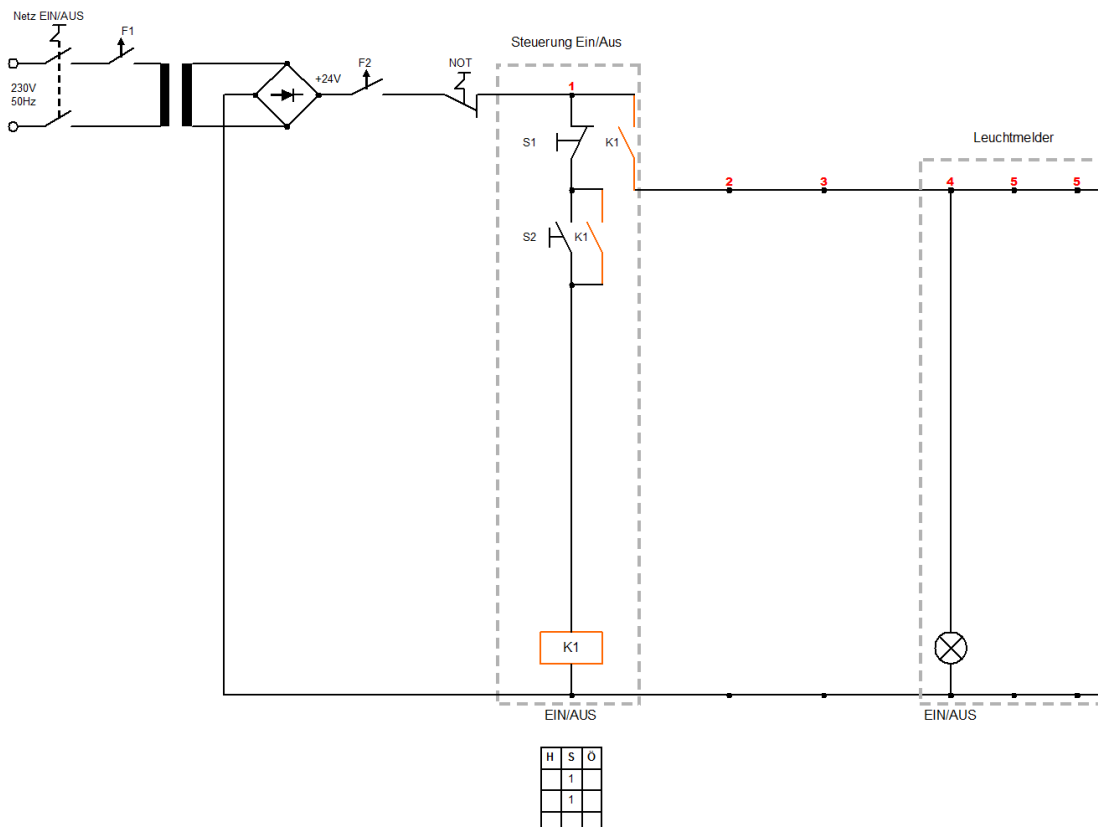 Netz EIN/AUS
F1
230V
50Hz
+24V
F2
NOT
Steuerung Ein/Aus
1
S1
K1
S2
K1
2
3
Leuchtmelder
4
5
5
K1
EIN/AUS
EIN/AUS
H S Ö
1
1